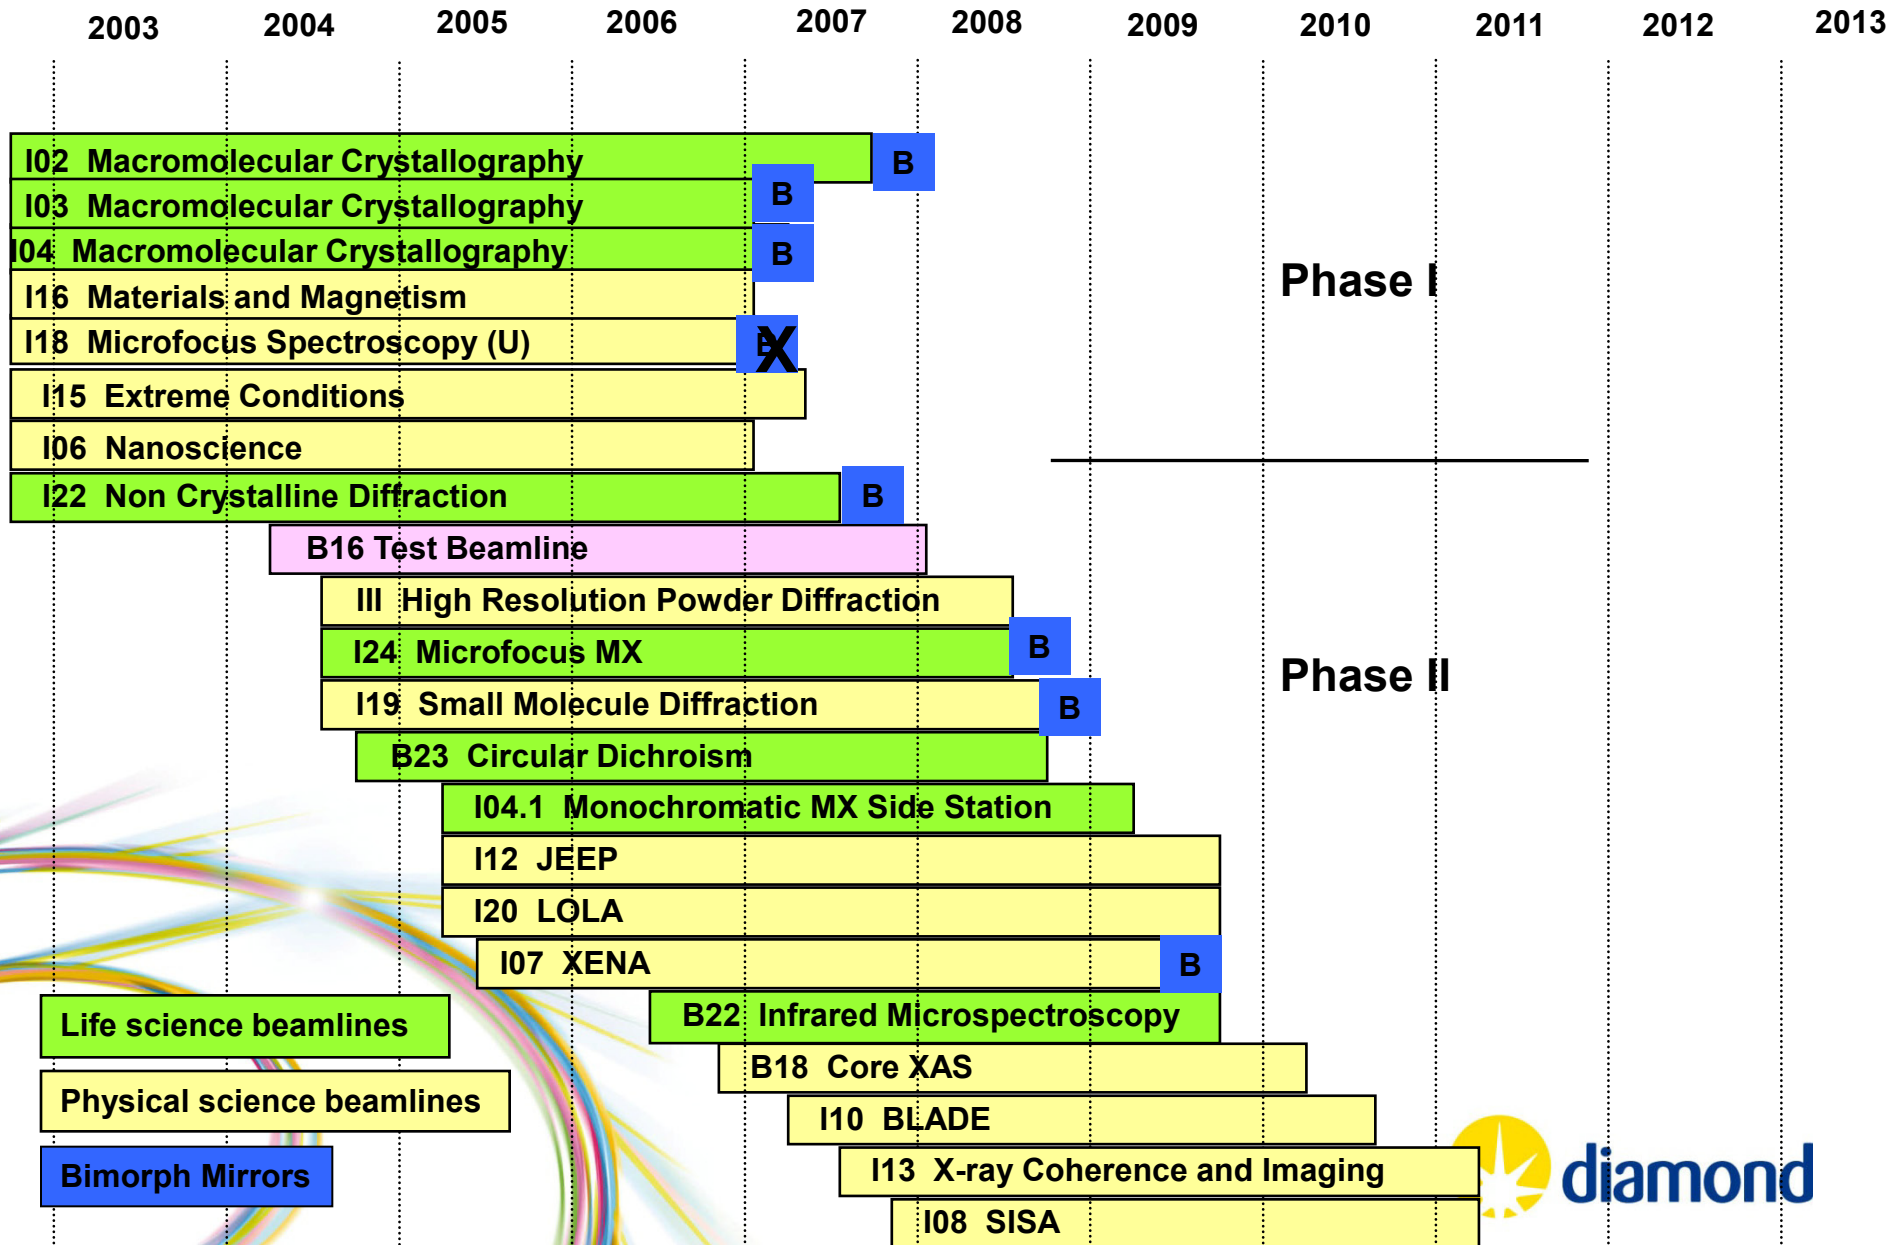 2003 2004 2005 2006 2007 2008 2009 2010 2011 2012 2013
I02 Macromolecular Crystallography B
I03 Macromolecular Crystallography B
I04 Macromolecular Crystallography B
Phase I
I16 Materials and Magnetism
I18 Microfocus Spectroscopy (U) B X
I15 Extreme Conditions
I06 Nanoscience
I22 Non Crystalline Diffraction B
B16 Test Beamline
III High Resolution Powder Diffraction
I24 Microfocus MX B
Phase II
I19 Small Molecule Diffraction B
B23 Circular Dichroism
I04.1 Monochromatic MX Side Station
I12 JEEP
I20 LOLA
I07 XENA B
B22 Infrared Microspectroscopy
Life science beamlines
B18 Core XAS
Physical science beamlines
I10 BLADE
I13 X-ray Coherence and Imaging
Bimorph Mirrors
diamond
I08 SISA